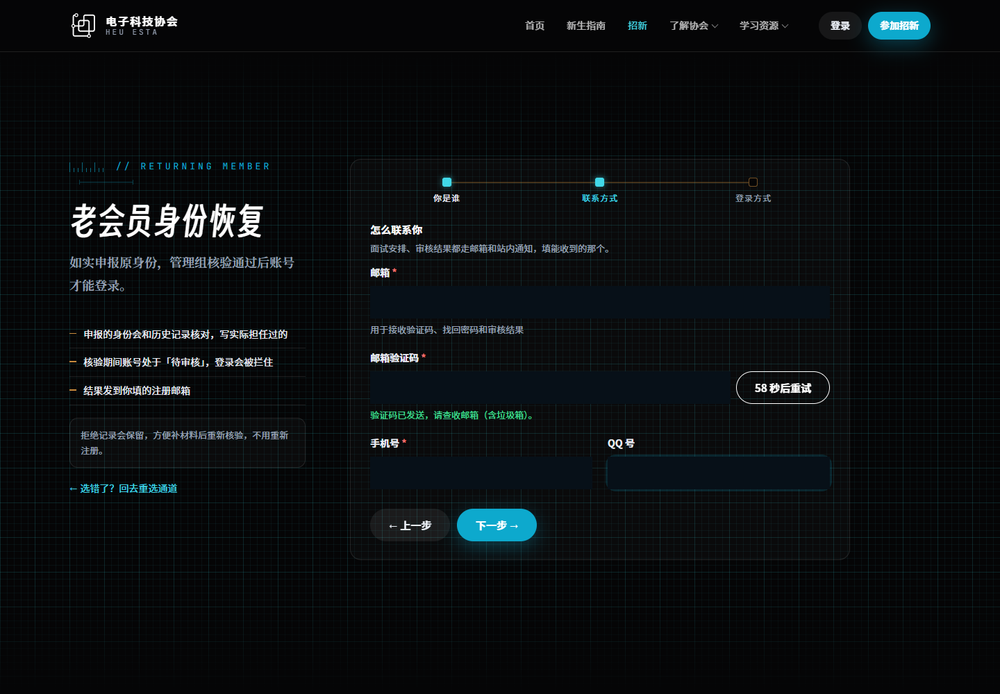 电子科技协会
HEU ESTA
首页
新生指南
招新
了解协会
学习资源
登录
参加招新
// RETURNING MEMBER
老会员身份恢复
如实申报原身份，管理组核验通过后账号
才能登录。
申报的身份会和历史记录核对，写实际担任过的
核验期间账号处于「待审核」，登录会被拦住
结果发到你填的注册邮箱
拒绝记录会保留，方便补材料后重新核验，不用重新
注册。
← 选错了？回去重选通道
你是谁
联系方式
登录方式
怎么联系你
面试安排、审核结果都走邮箱和站内通知，填能收到的那个。
邮箱 *
用于接收验证码、找回密码和审核结果
邮箱验证码 *
58 秒后重试
验证码已发送，请查收邮箱（含垃圾箱）。
手机号 *
QQ 号
← 上一步
下一步 →